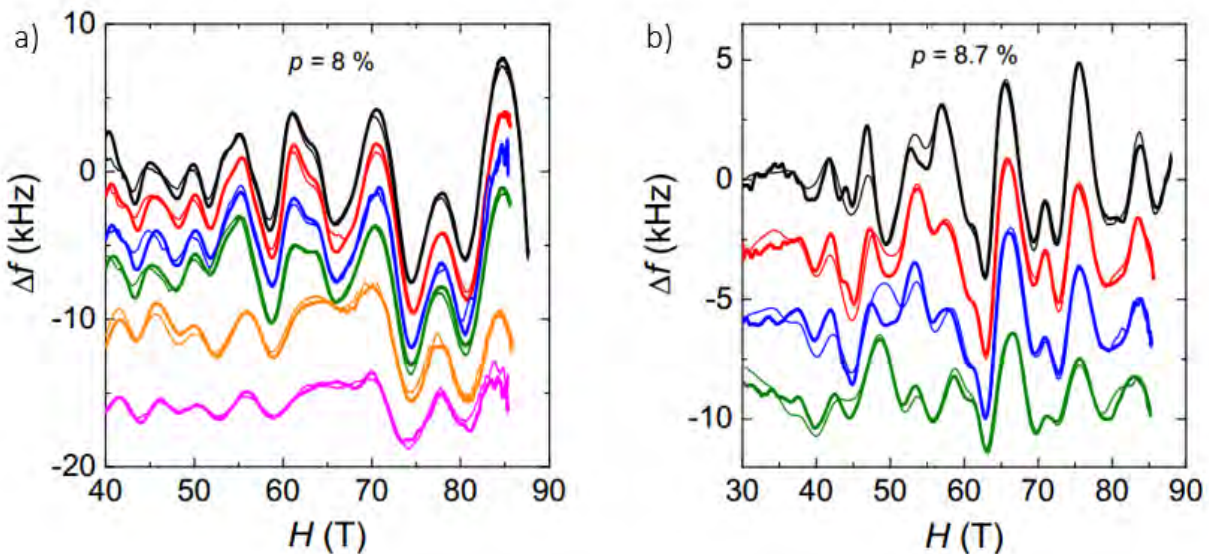 a)
p = 8 %
Δf (kHz)
10
0
-10
-20
40 50 60 70 80 90
H (T)
b)
p = 8.7 %
Δf (kHz)
5
0
-5
-10
30 40 50 60 70 80 90
H (T)